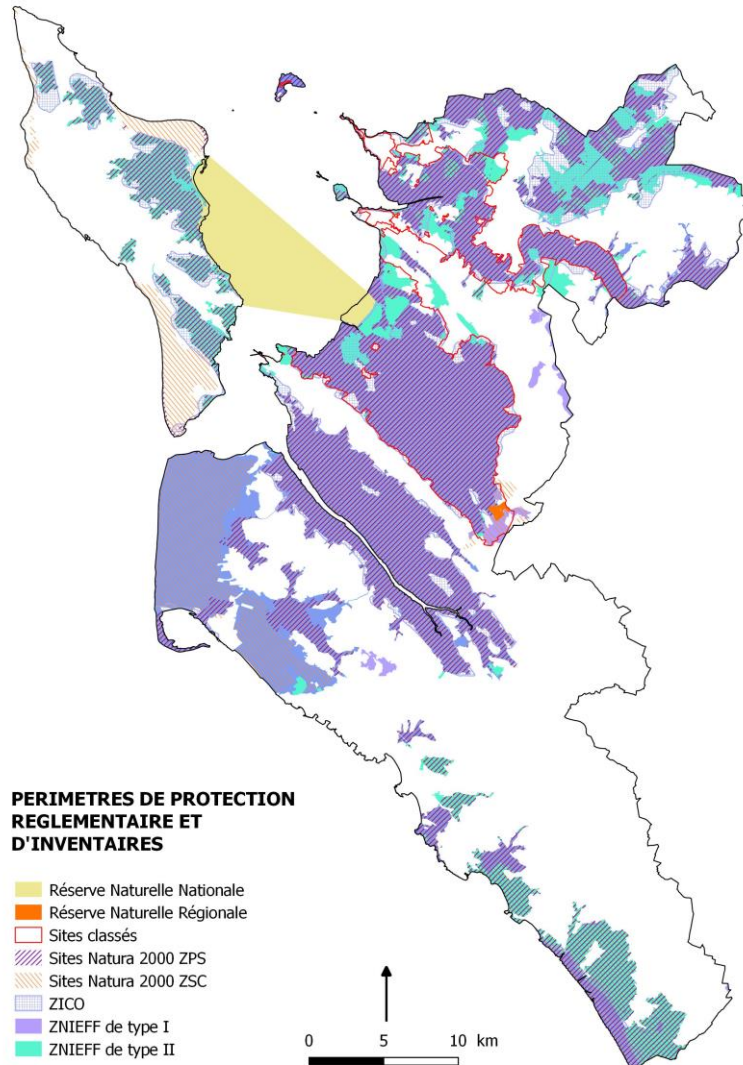 PERIMETRES DE PROTECTION
REGLEMENTAIRE ET
D'INVENTAIRES
Réserve Naturelle Nationale
Réserve Naturelle Régionale
Sites classés
Sites Natura 2000 ZPS
Sites Natura 2000 ZSC
ZICO
ZNIEFF de type I
ZNIEFF de type II
0 5 10 km